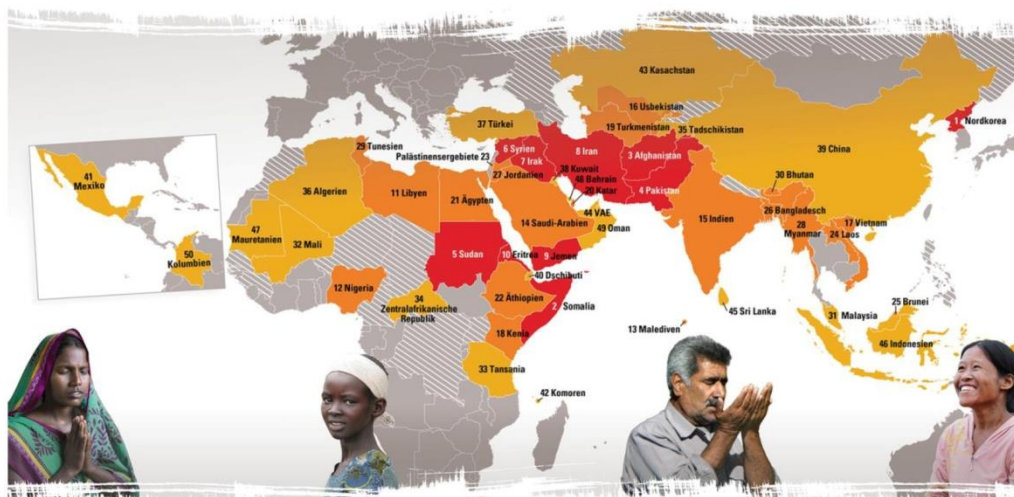 43 Kasachstan
16 Usbekistan
37 Türkei
19 Turkmenistan
35 Tadschikistan
1 Nordkorea
29 Tunesien
Palästinensergebiete 23
6 Syrien
7 Irak
8 Iran
3 Afghanistan
39 China
27 Jordanien
38 Kuwait
48 Bahrain
20 Katar
4 Pakistan
30 Bhutan
41
Mexiko
36 Algerien
11 Libyen
21 Ägypten
44 VAE
49 Oman
14 Saudi-Arabien
15 Indien
26 Bangladesch
17 Vietnam
28
Myanmar
24 Laos
47
Mauretanien
32 Mali
5 Sudan
10 Eritrea
9 Jemen
50
Kolumbien
40 Dschibuti
12 Nigeria
34
Zentralafrikanische
Republik
22 Äthiopien
2 Somalia
45 Sri Lanka
25 Brunei
31 Malaysia
18 Kenia
13 Malediven
46 Indonesien
33 Tansania
42 Komoren